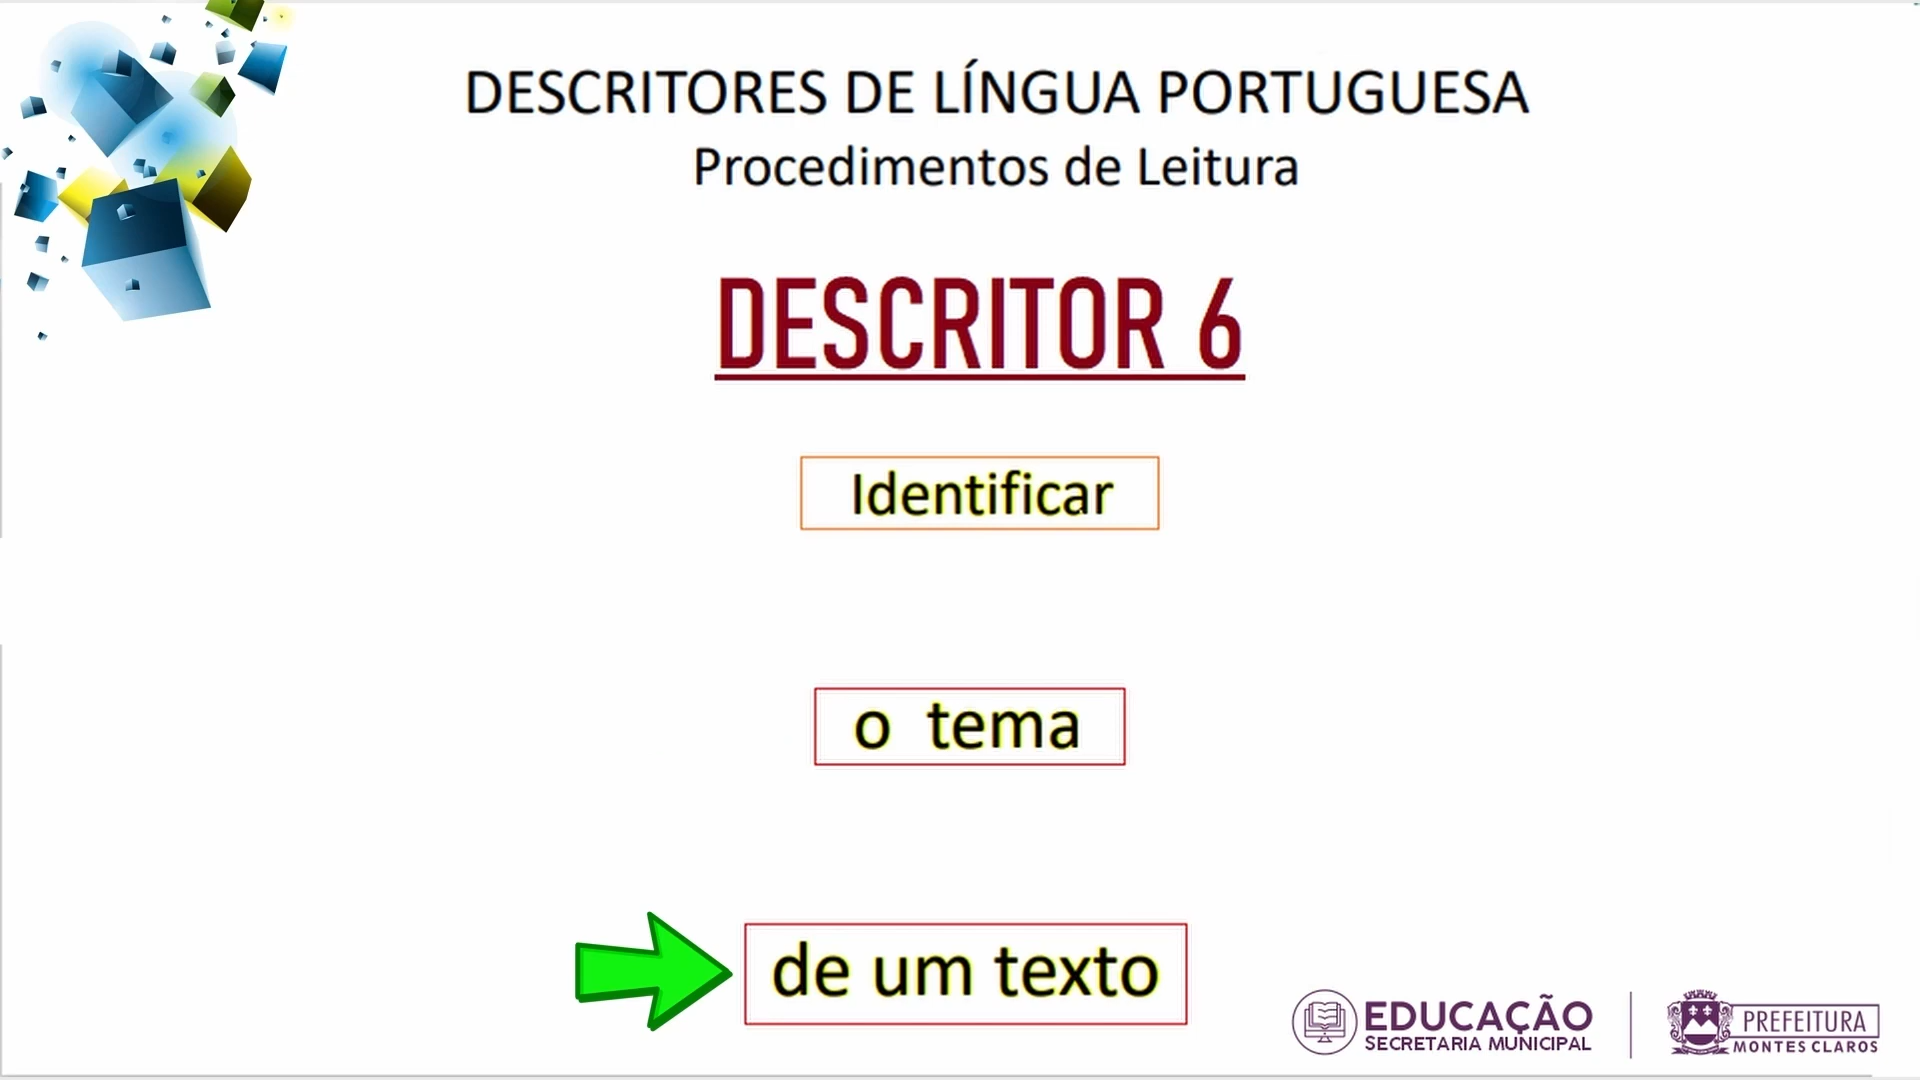 DESCRITORES DE LÍNGUA PORTUGUESA
Procedimentos de Leitura
DESCRITOR 6
Identificar
o tema
de um texto
EDUCAÇÃO
SECRETARIA MUNICIPAL
PREFEITURA
MONTES CLAROS